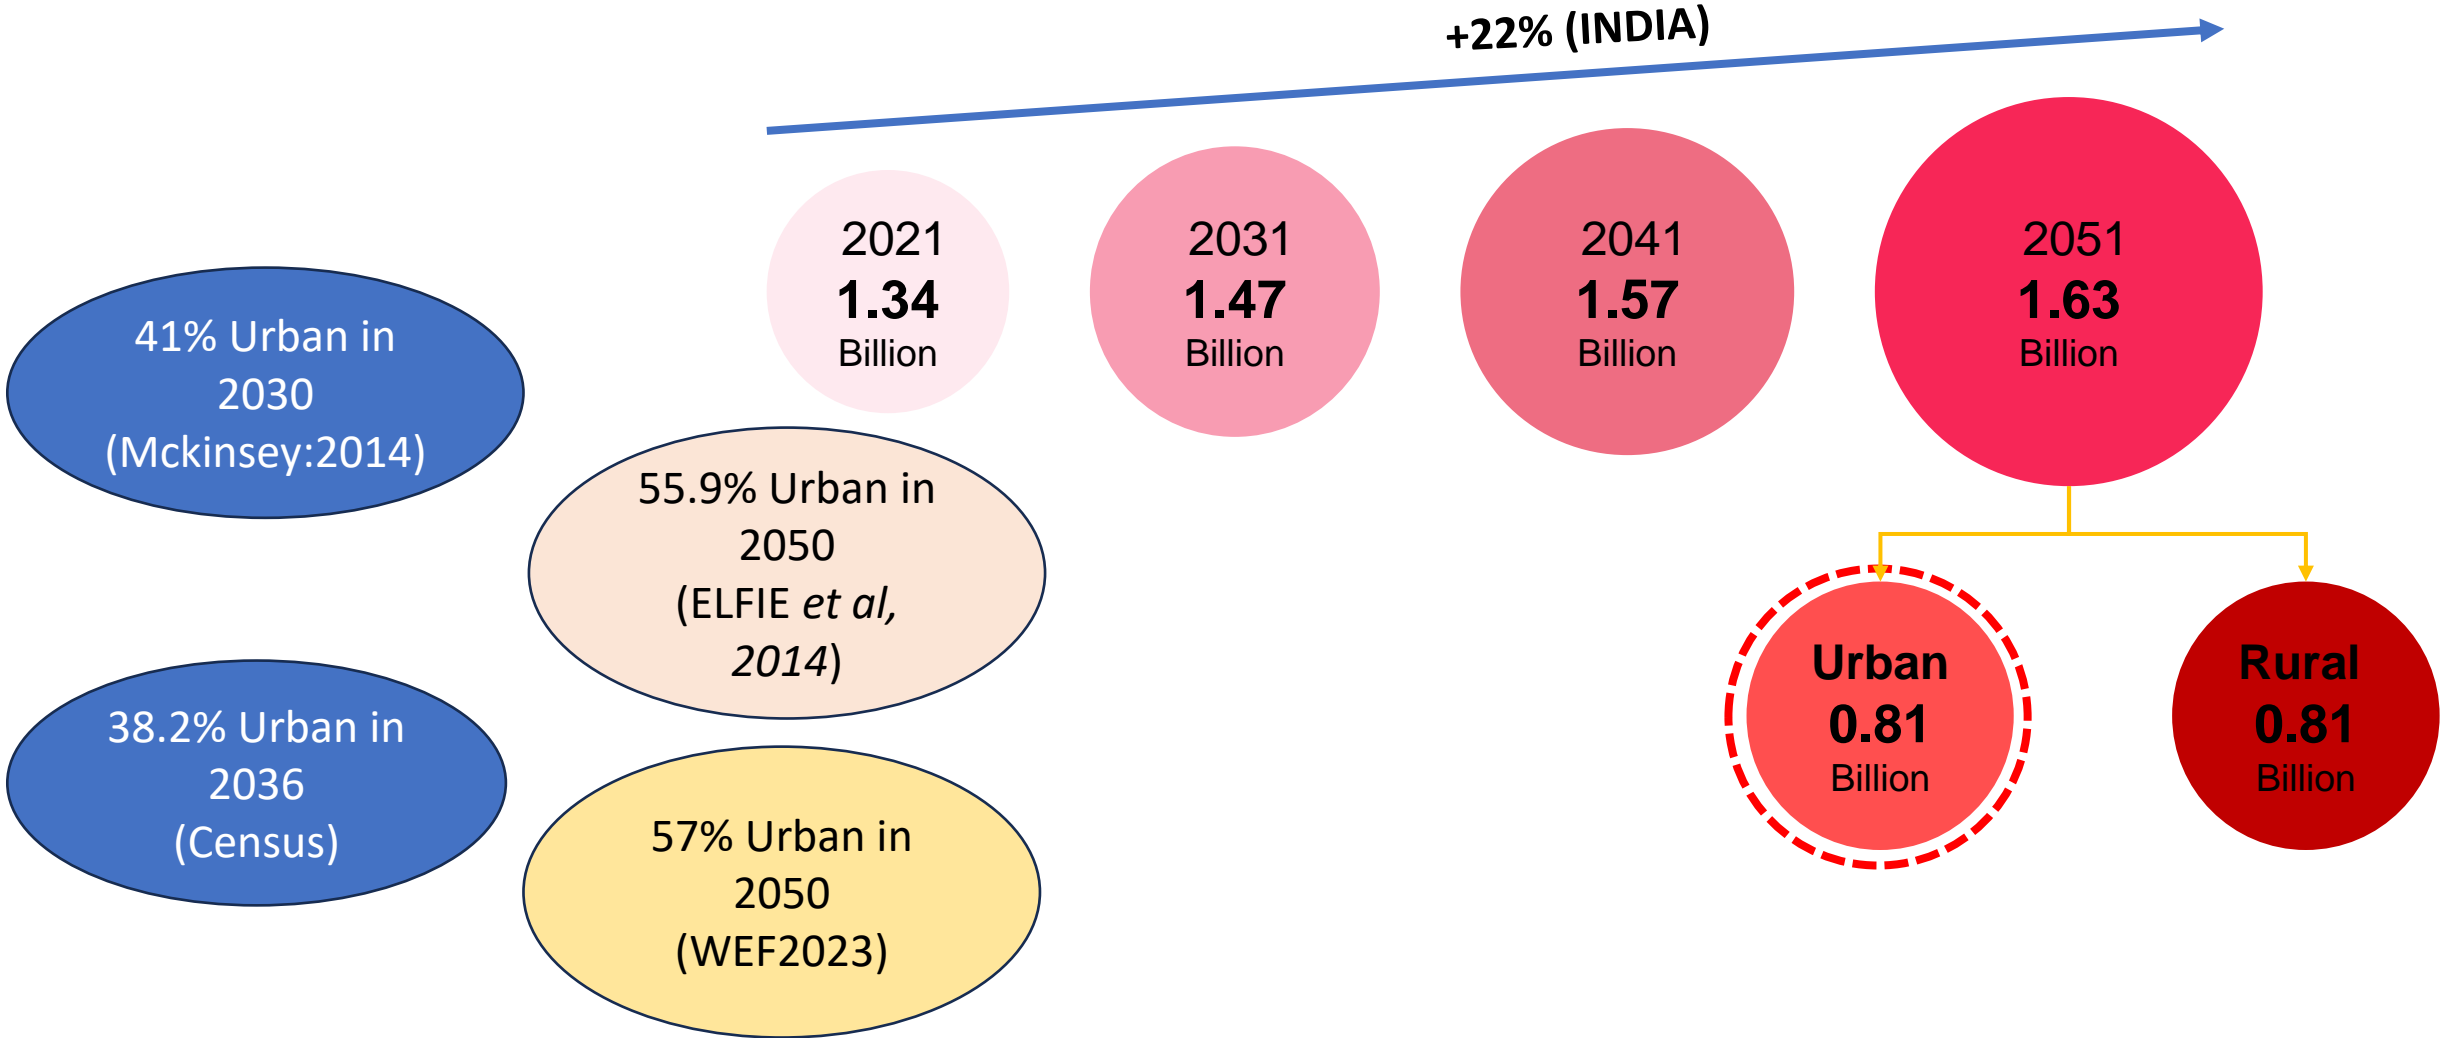 +22% (INDIA)
2021
1.34
Billion
2031
1.47
Billion
2041
1.57
Billion
2051
1.63
Billion
41% Urban in
2030
(Mckinsey:2014)
55.9% Urban in
2050
(ELFIE et al,
2014)
38.2% Urban in
2036
(Census)
57% Urban in
2050
(WEF2023)
Urban
0.81
Billion
Rural
0.81
Billion